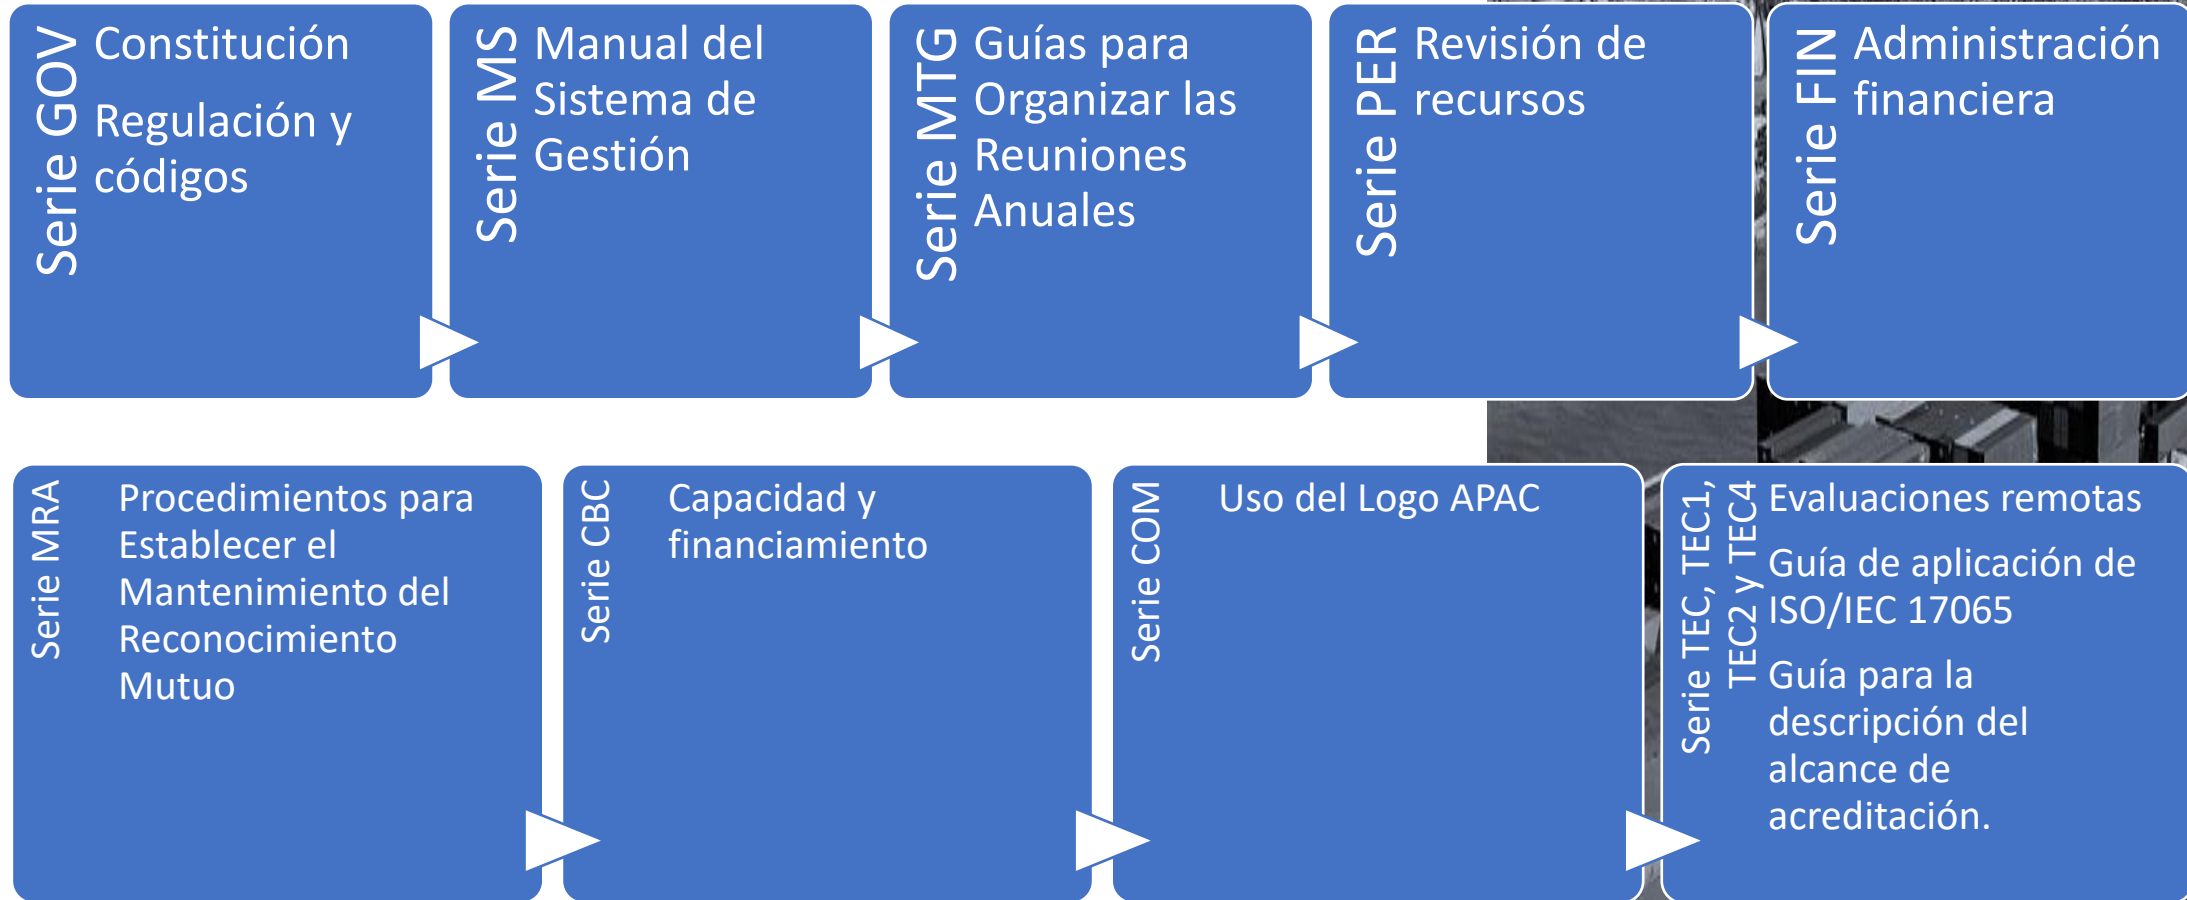 Serie GOV
Constitución
Regulación y
códigos
Serie MS
Manual del
Sistema de
Gestión
Serie MTG
Guías para
Organizar las
Reuniones
Anuales
Serie PER
Revisión de
recursos
Serie FIN
Administración
financiera
Serie MRA
Procedimientos para
Establecer el
Mantenimiento del
Reconocimiento
Mutuo
Serie CBC
Capacidad y
financiamiento
Serie COM
Uso del Logo APAC
Serie TEC, TEC1,
TEC2 y TEC4
Evaluaciones remotas
Guía de aplicación de
ISO/IEC 17065
Guía para la
descripción del
alcance de
acreditación.